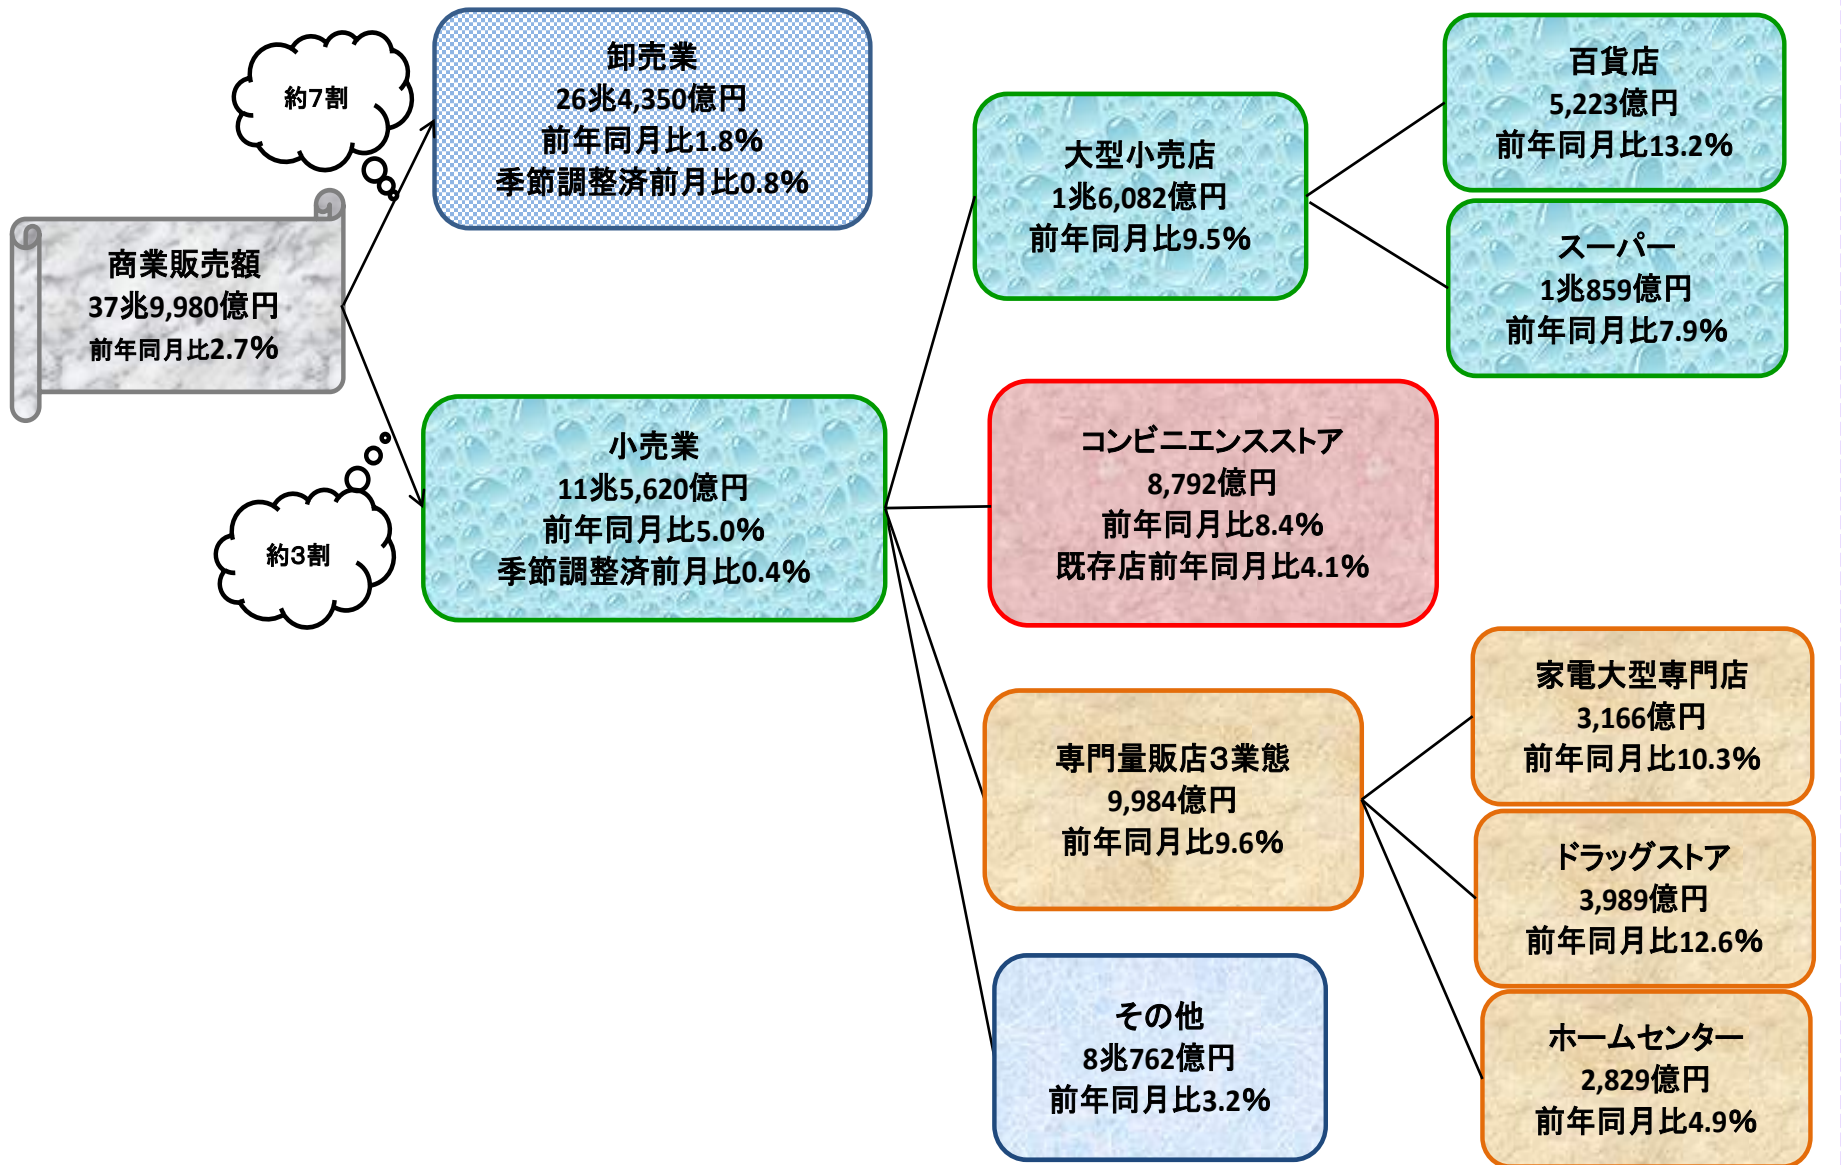 約7割
卸売業
26兆4,350億円
前年同月比1.8%
季節調整済前月比0.8%
商業販売額
37兆9,980億円
前年同月比2.7%
約3割
小売業
11兆5,620億円
前年同月比5.0%
季節調整済前月比0.4%
大型小売店
1兆6,082億円
前年同月比9.5%
百貨店
5,223億円
前年同月比13.2%
スーパー
1兆859億円
前年同月比7.9%
コンビニエンスストア
8,792億円
前年同月比8.4%
既存店前年同月比4.1%
専門量販店3業態
9,984億円
前年同月比9.6%
家電大型専門店
3,166億円
前年同月比10.3%
ドラッグストア
3,989億円
前年同月比12.6%
ホームセンター
2,829億円
前年同月比4.9%
その他
8兆762億円
前年同月比3.2%